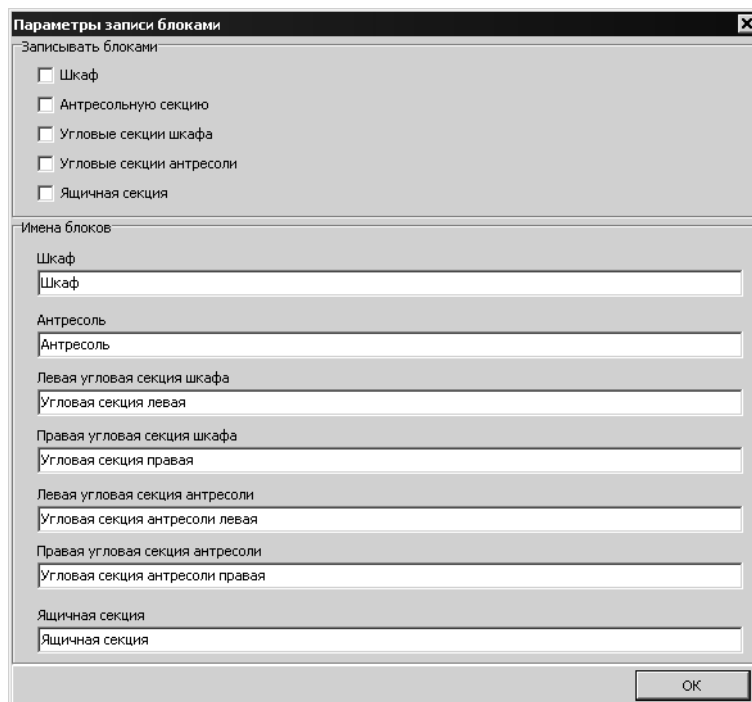 Параметры записи блоками
Записывать блоками
Шкаф
Антресольную секцию
Угловые секции шкафа
Угловые секции антресоли
Ящичная секция
Имена блоков
Шкаф
Шкаф
Антресоль
Антресоль
Левая угловая секция шкафа
Угловая секция левая
Правая угловая секция шкафа
Угловая секция правая
Левая угловая секция антресоли
Угловая секция антресоли левая
Правая угловая секция антресоли
Угловая секция антресоли правая
Ящичная секция
Ящичная секция
ОК